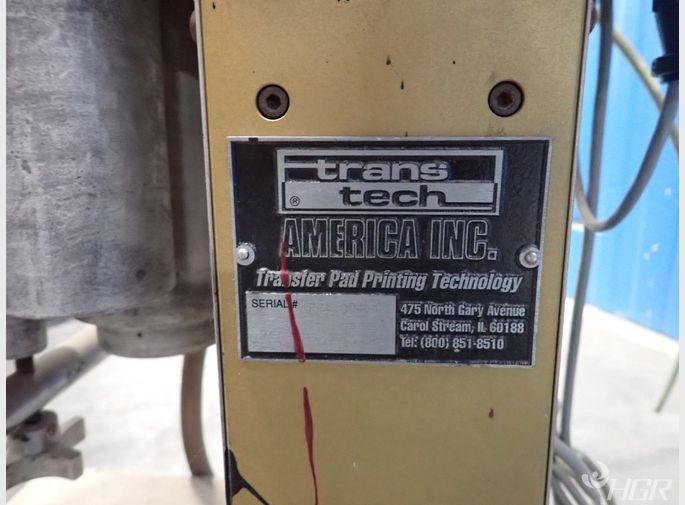 trans
tech
®
AMERICA INC.
Transfer Pad Printing Technology
SERIAL #
475 North Gary Avenue
Carol Stream, IL 60188
Tel: (800) 851-8510
HGR